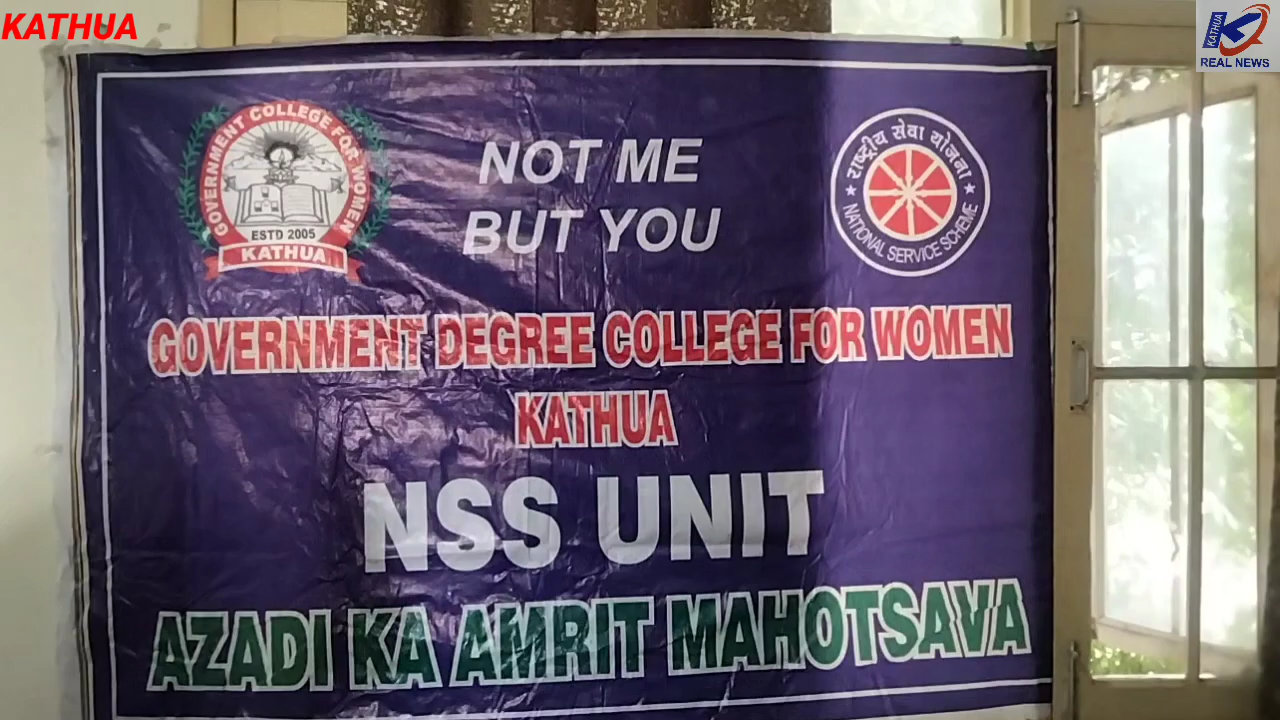 KATHUA
KATHUA
REAL NEWS
GOVERNMENT COLLEGE FOR WOMEN
ESTD 2005
KATHUA
NOT ME
BUT YOU
राष्ट्रीय सेवा योजना
NATIONAL SERVICE SCHEME
GOVERNMENT DEGREE COLLEGE FOR WOMEN
KATHUA
NSS UNIT
AZADI KA AMRIT MAHOTSAVA